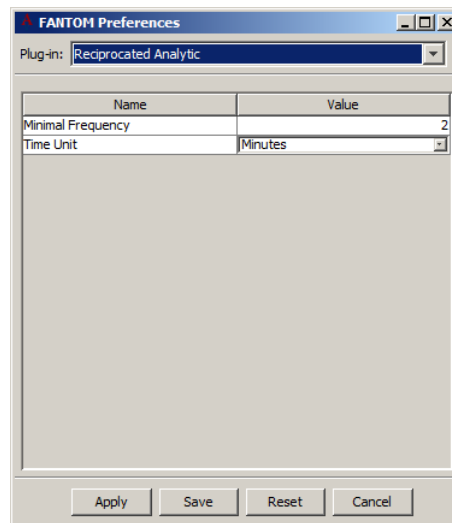 FANTOM Preferences
Plug-in: Reciprocated Analytic
Name Value
Minimal Frequency 2
Time Unit Minutes
Apply Save Reset Cancel